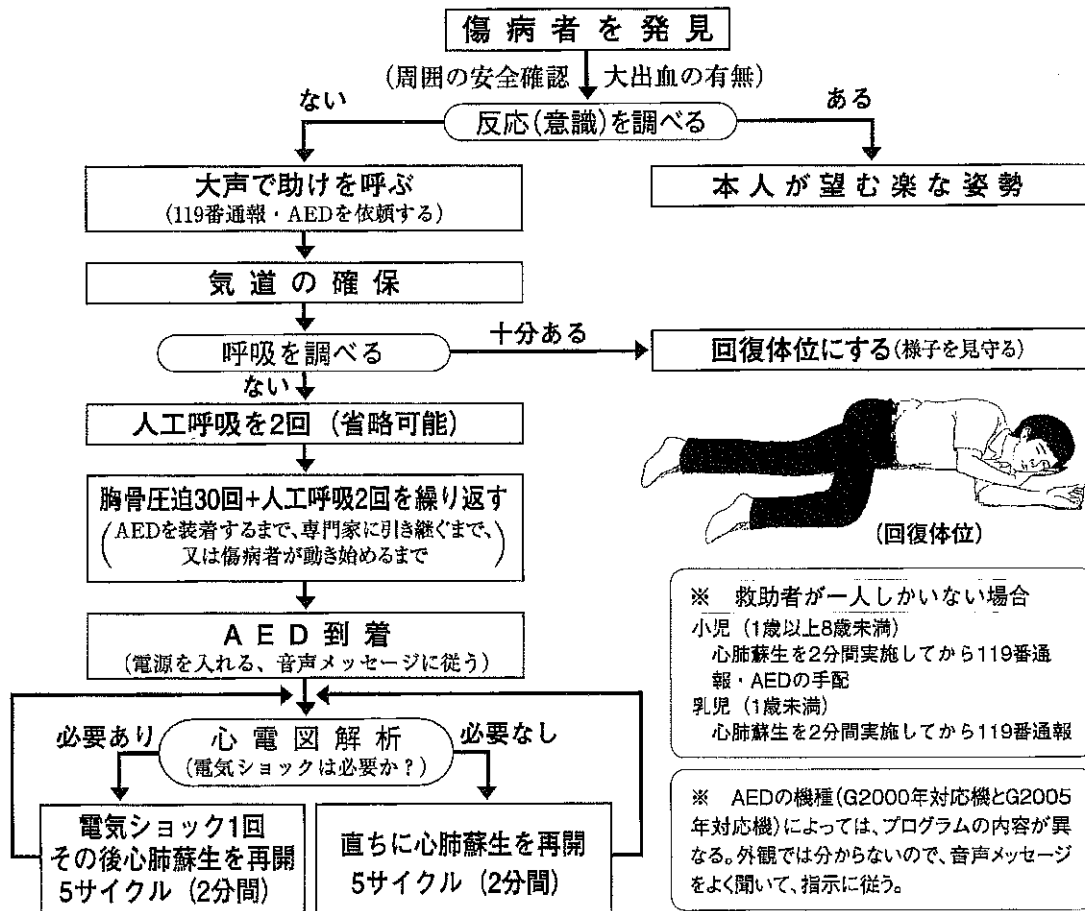 傷病者を発見
(周囲の安全確認 大出血の有無)
ない
ある
反応(意識)を調べる
大声で助けを呼ぶ
(119番通報・AEDを依頼する)
本人が望む楽な姿勢
気道の確保
呼吸を調べる
十分ある
回復体位にする(様子を見守る)
ない
人工呼吸を2回(省略可能)
胸骨圧迫30回+人工呼吸2回を繰り返す
(AEDを装着するまで、専門家に引き継ぐまで、
又は傷病者が動き始めるまで)
(回復体位)
AED到着
(電源を入れる、音声メッセージに従う)
必要あり
心電図解析
(電気ショックは必要か?)
必要なし
電気ショック1回
その後心肺蘇生を再開
5サイクル(2分間)
直ちに心肺蘇生を再開
5サイクル(2分間)
※ 救助者が一人しかいない場合
小児(1歳以上8歳未満)
心肺蘇生を2分間実施してから119番通
報・AEDの手配
乳児(1歳未満)
心肺蘇生を2分間実施してから119番通報
※ AEDの機種(G2000年対応機とG2005
年対応機)によっては、プログラムの内容が異
なる。外観では分からないので、音声メッセージ
をよく聞いて、指示に従う。